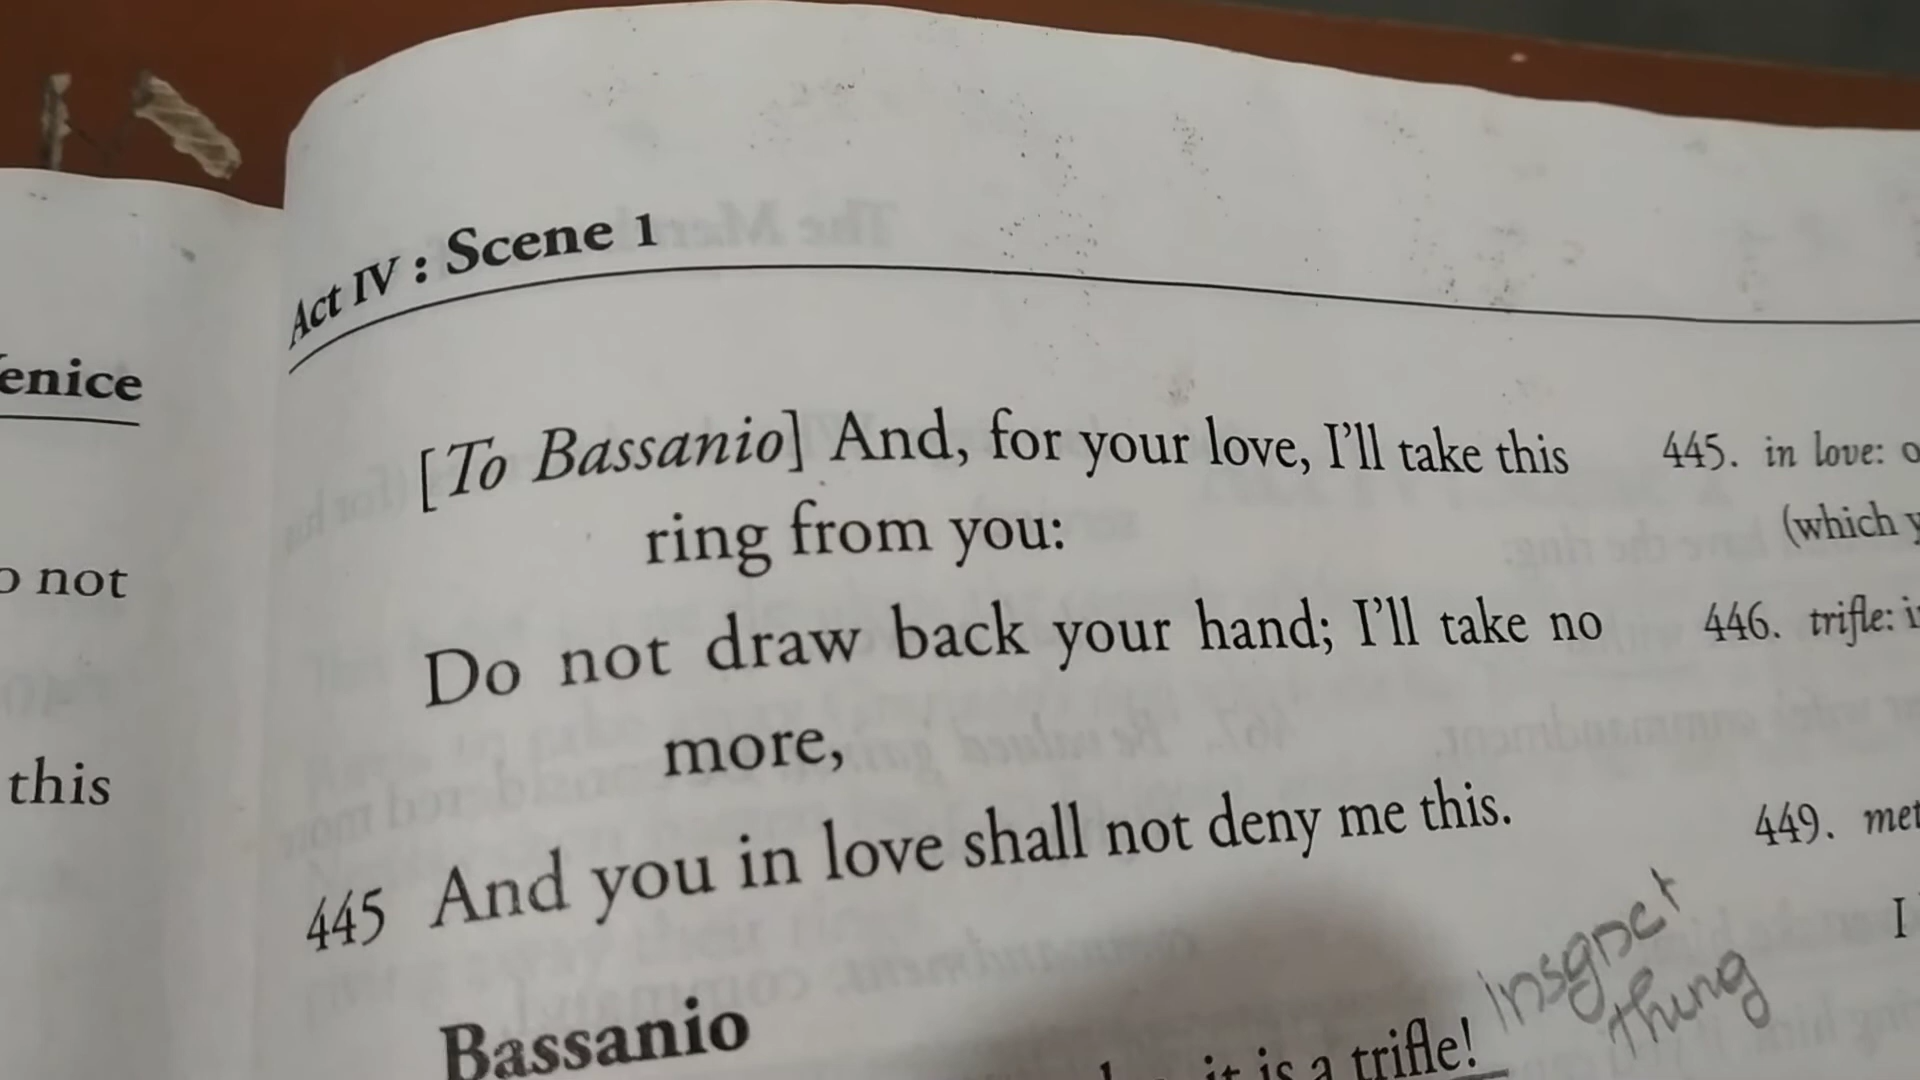 Act IV : Scene 1
enice
not
this
[To Bassanio] And, for your love, I'll take this
ring from you:
Do not draw back your hand; I'll take no
more,
445 And you in love shall not deny me this.
Bassanio
it is a trifle!
insgnct
thing
445. in love:
(which
446. trifle:
449.
I